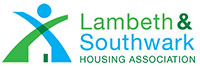 Lambeth &
Southwark
HOUSING ASSOCIATION